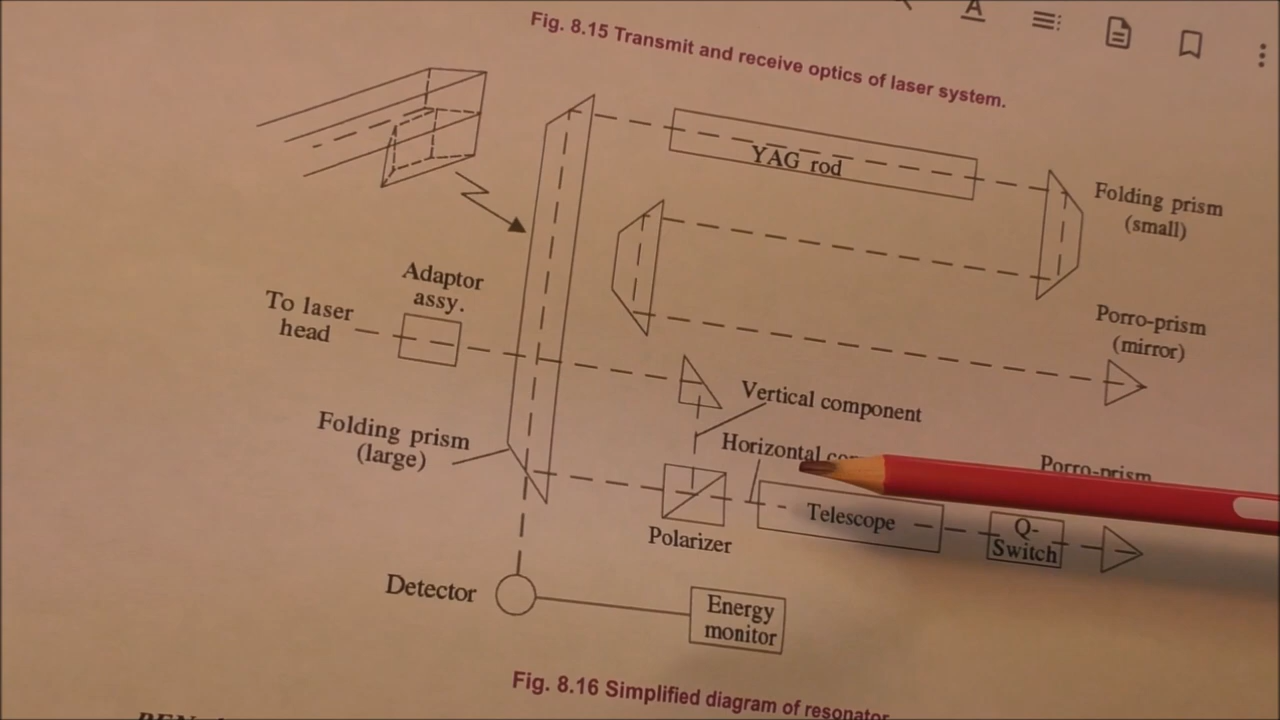 Fig. 8.15 Transmit and receive optics of laser system.
YAG rod
Folding prism
(small)
Adaptor
assy.
To laser
head
Porro-prism
(mirror)
Vertical component
Folding prism
(large)
Horizontal
Porro-prism
Telescope
Q-
Switch
Polarizer
Detector
Energy
monitor
Fig. 8.16 Simplified diagram of resonator